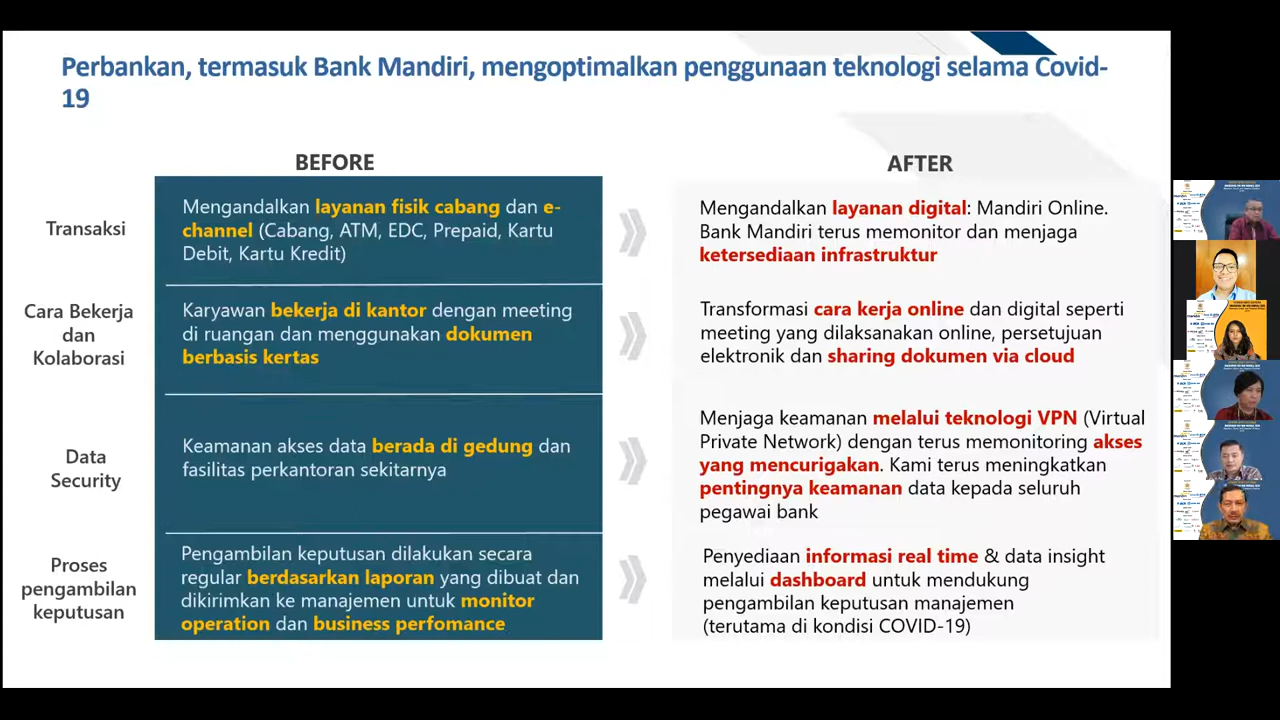 Perbankan, termasuk Bank Mandiri, mengoptimalkan penggunaan teknologi selama Covid-
19
BEFORE
AFTER
Transaksi
Mengandalkan layanan fisik cabang dan e-
channel (Cabang, ATM, EDC, Prepaid, Kartu
Debit, Kartu Kredit)
Mengandalkan layanan digital: Mandiri Online.
Bank Mandiri terus memonitor dan menjaga
ketersediaan infrastruktur
Cara Bekerja
dan
Kolaborasi
Karyawan bekerja di kantor dengan meeting
di ruangan dan menggunakan dokumen
berbasis kertas
Transformasi cara kerja online dan digital seperti
meeting yang dilaksanakan online, persetujuan
elektronik dan sharing dokumen via cloud
Data
Security
Keamanan akses data berada di gedung dan
fasilitas perkantoran sekitarnya
Menjaga keamanan melalui teknologi VPN (Virtual
Private Network) dengan terus memonitoring akses
yang mencurigakan. Kami terus meningkatkan
pentingnya keamanan data kepada seluruh
pegawai bank
Proses
pengambilan
keputusan
Pengambilan keputusan dilakukan secara
regular berdasarkan laporan yang dibuat dan
dikirimkan ke manajemen untuk monitor
operation dan business perfomance
Penyediaan informasi real time & data insight
melalui dashboard untuk mendukung
pengambilan keputusan manajemen
(terutama di kondisi COVID-19)